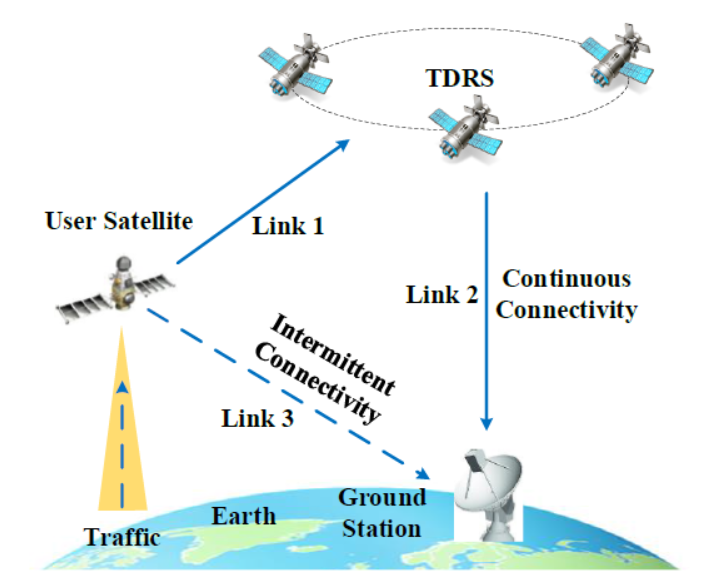 TDRS
User Satellite
Link 1
Link 2
Continuous
Connectivity
Intermittent
Connectivity
Link 3
Ground
Station
Earth
Traffic